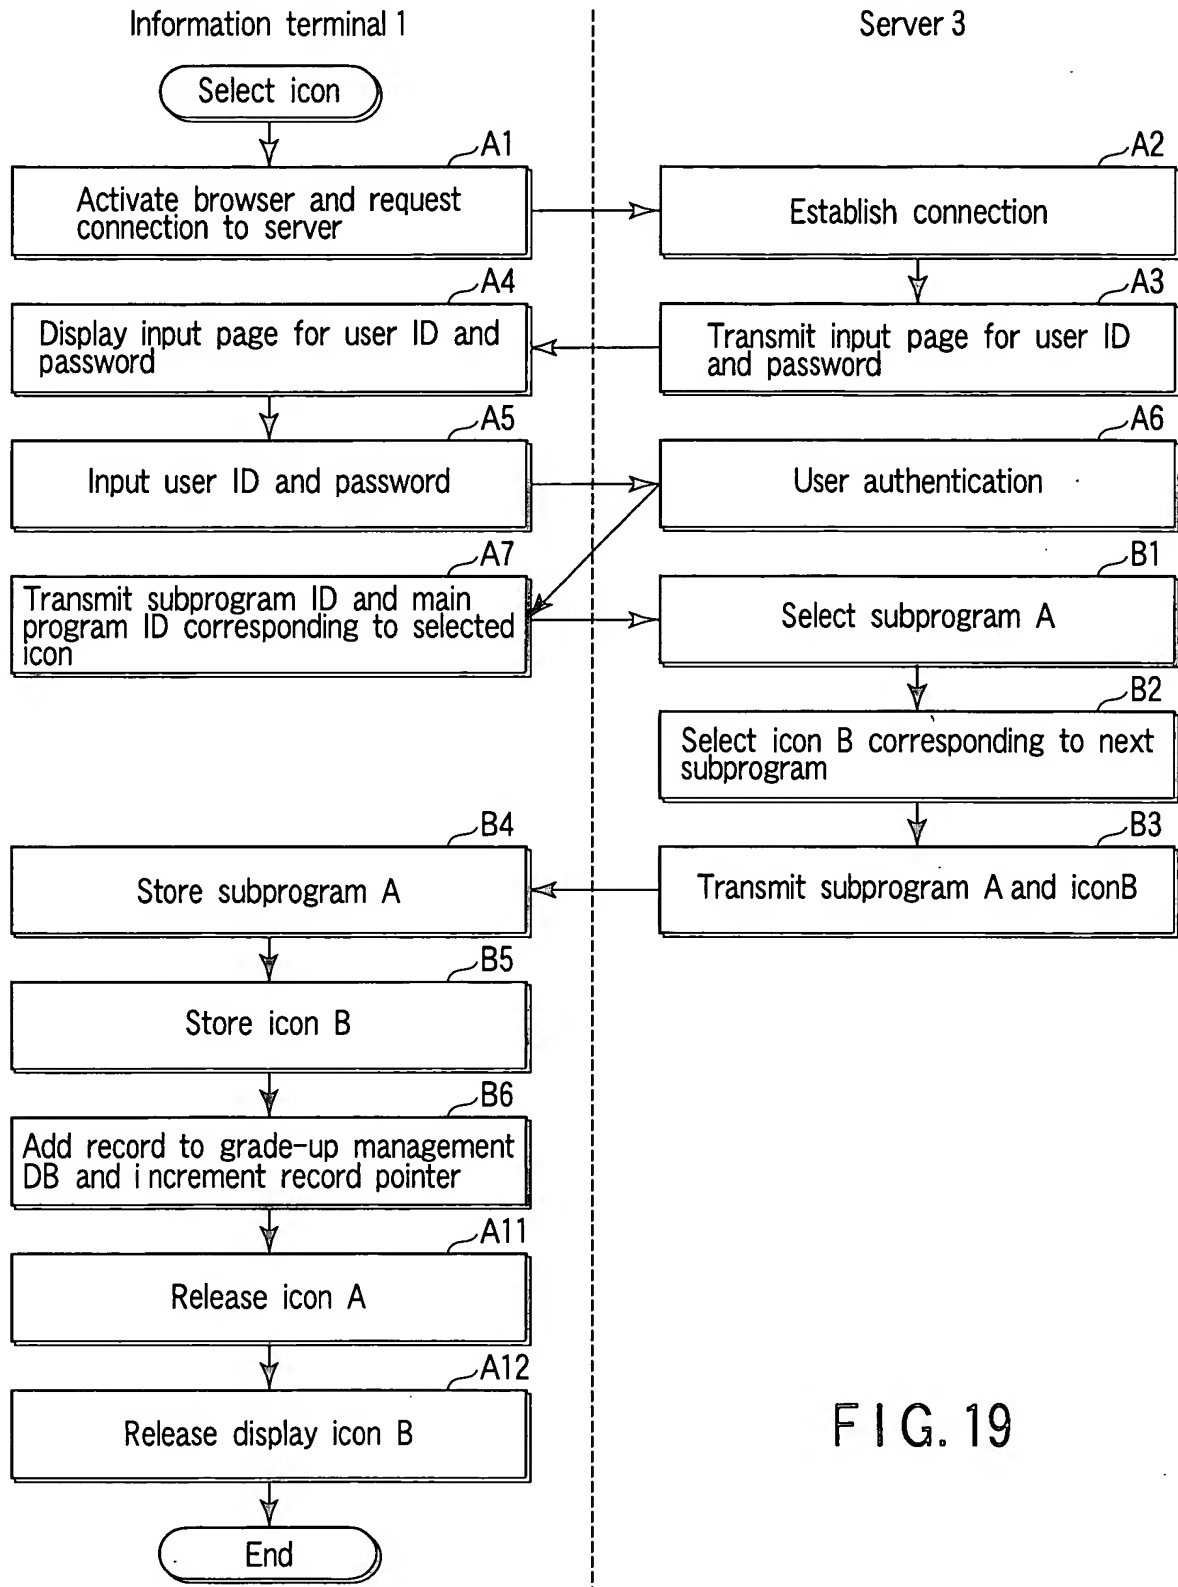 Information terminal 1
Server 3
Select icon
A1
Activate browser and request
connection to server
A2
Establish connection
A4
Display input page for user ID and
password
A3
Transmit input page for user ID
and password
A5
Input user ID and password
A6
User authentication
A7
Transmit subprogram ID and main
program ID corresponding to selected
icon
B1
Select subprogram A
B2
Select icon B corresponding to next
subprogram
B4
Store subprogram A
B3
Transmit subprogram A and iconB
B5
Store icon B
B6
Add record to grade-up management
DB and increment record pointer
A11
Release icon A
A12
Release display icon B
End
FIG. 19